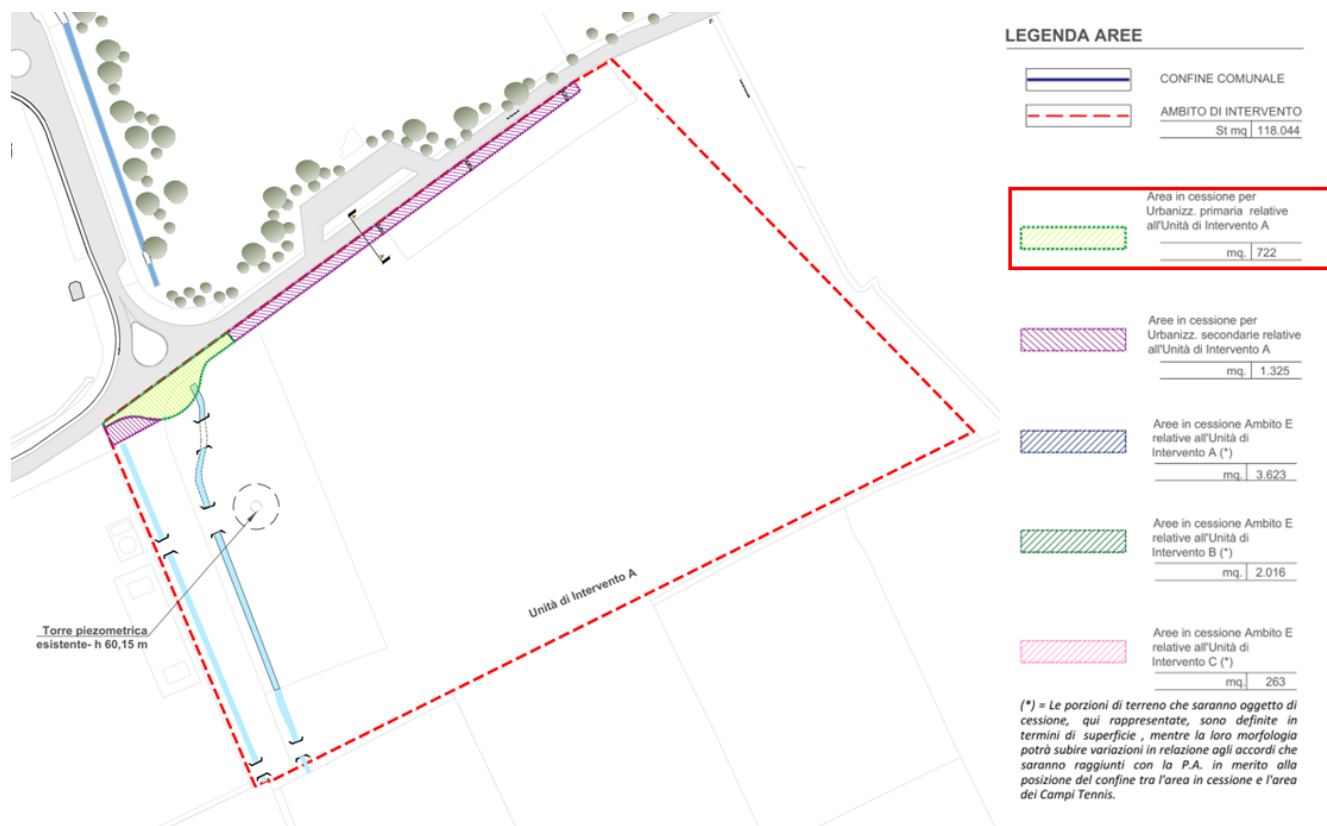 LEGENDA AREE
CONFINE COMUNALE
AMBITO DI INTERVENTO
St mq 118.044
Area in cessione per
Urbanizz. primaria relative
all'Unità di Intervento A
mq. 722
Aree in cessione per
Urbanizz. secondarie relative
all'Unità di Intervento A
mq. 1.325
Aree in cessione Ambito E
relative all'Unità di
Intervento A (*)
mq. 3.623
Aree in cessione Ambito E
relative all'Unità di
Intervento B (*)
mq. 2.016
Aree in cessione Ambito E
relative all'Unità di
Intervento C (*)
mq. 263
(*) = Le porzioni di terreno che saranno oggetto di
cessione, qui rappresentate, sono definite in
termini di superficie , mentre la loro morfologia
potrà subire variazioni in relazione agli accordi che
saranno raggiunti con la P.A. in merito alla
posizione del confine tra l'area in cessione e l'area
dei Campi Tennis.
Unità di Intervento A
Torre piezometrica
esistente- h 60,15 m